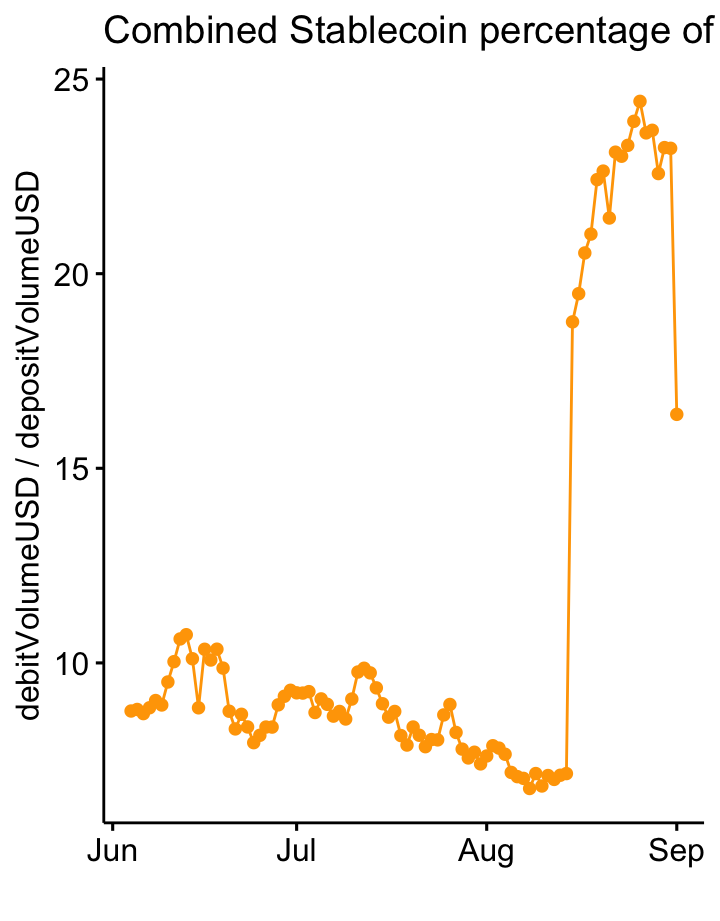 Combined Stablecoin percentage of
debitVolumeUSD / depositVolumeUSD
25
20
15
10
Jun
Jul
Aug
Sep